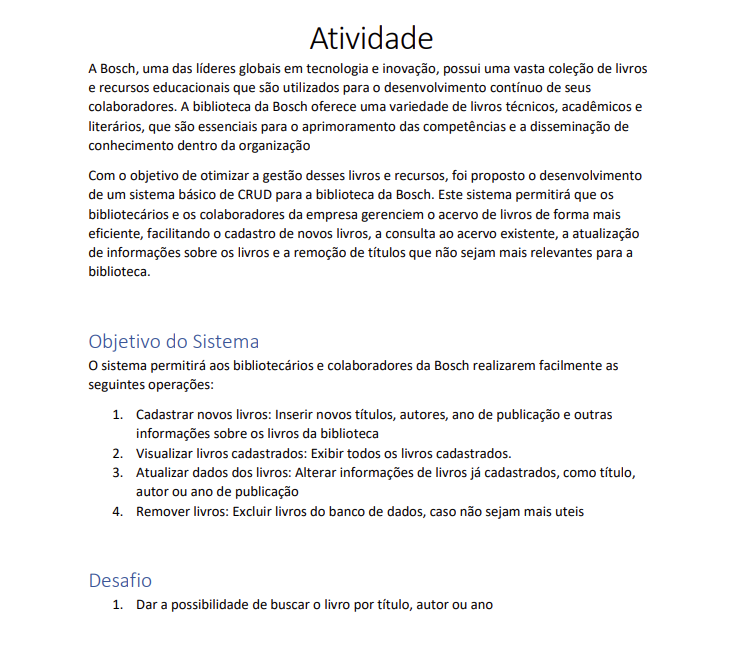 Atividade
A Bosch, uma das líderes globais em tecnologia e inovação, possui uma vasta coleção de livros
e recursos educacionais que são utilizados para o desenvolvimento contínuo de seus
colaboradores. A biblioteca da Bosch oferece uma variedade de livros técnicos, acadêmicos e
literários, que são essenciais para o aprimoramento das competências e a disseminação de
conhecimento dentro da organização
Com o objetivo de otimizar a gestão desses livros e recursos, foi proposto o desenvolvimento
de um sistema básico de CRUD para a biblioteca da Bosch. Este sistema permitirá que os
bibliotecários e os colaboradores da empresa gerenciem o acervo de livros de forma mais
eficiente, facilitando o cadastro de novos livros, a consulta ao acervo existente, a atualização
de informações sobre os livros e a remoção de títulos que não sejam mais relevantes para a
biblioteca.
Objetivo do Sistema
O sistema permitirá aos bibliotecários e colaboradores da Bosch realizarem facilmente as
seguintes operações:
1. Cadastrar novos livros: Inserir novos títulos, autores, ano de publicação e outras
informações sobre os livros da biblioteca
2. Visualizar livros cadastrados: Exibir todos os livros cadastrados.
3. Atualizar dados dos livros: Alterar informações de livros já cadastrados, como título,
autor ou ano de publicação
4. Remover livros: Excluir livros do banco de dados, caso não sejam mais uteis
Desafio
1. Dar a possibilidade de buscar o livro por título, autor ou ano